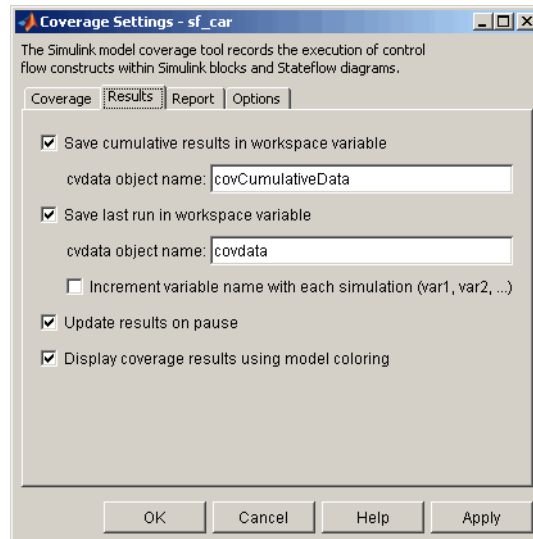 Coverage Settings - sf_car
The Simulink model coverage tool records the execution of control
flow constructs within Simulink blocks and Stateflow diagrams.
Coverage Results Report Options
Save cumulative results in workspace variable
cvdata object name: covCumulativeData
Save last run in workspace variable
cvdata object name: covdata
Increment variable name with each simulation (var1, var2, ...)
Update results on pause
Display coverage results using model coloring
OK Cancel Help Apply